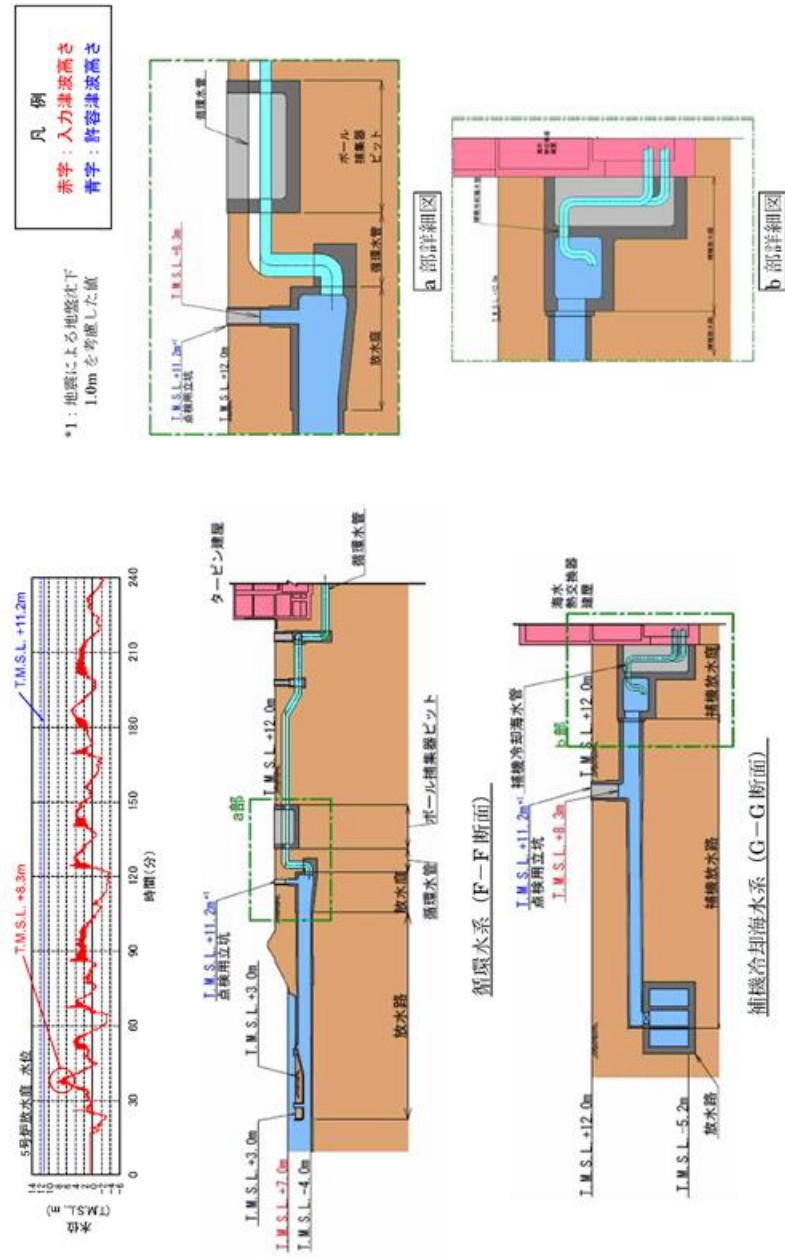 凡 例
赤字：入力津波高さ
青字：許容津波高さ
*1：地震による地盤沈下
1.0mを考慮した値
5号炉放水庭 水位
水位
(T.M.S.L. m)
14
12
10
8
6
4
2
0
-2
-4
-6
T.M.S.L. +8.3m
T.M.S.L. +11.2m
0
30
60
90
120
150
180
210
240
時間(分)
T.M.S.L. +3.0m
T.M.S.L. +7.0m
T.M.S.L. -4.0m
T.M.S.L. +3.0m
T.M.S.L. +11.2m*1
点検用立坑
a部
T.M.S.L. +12.0m
タービン建屋
循環水管
放水路
放水庭
循環水管
ボール捕集器ピット
循環水系 (F－F断面)
T.M.S.L. +12.0m
T.M.S.L. -5.2m
放水路
T.M.S.L. +11.2m*1
点検用立坑
T.M.S.L. +8.3m
b部
T.M.S.L. +12.0m
補機冷却海水管
海水
熱交換器
建屋
補機放水路
補機放水庭
補機冷却海水系 (G－G断面)
T.M.S.L. +11.2m*1
点検用立坑
T.M.S.L. +12.0m
循環水管
放水庭
循環水管
ボール
捕集器
ピット
a 部詳細図
b 部詳細図